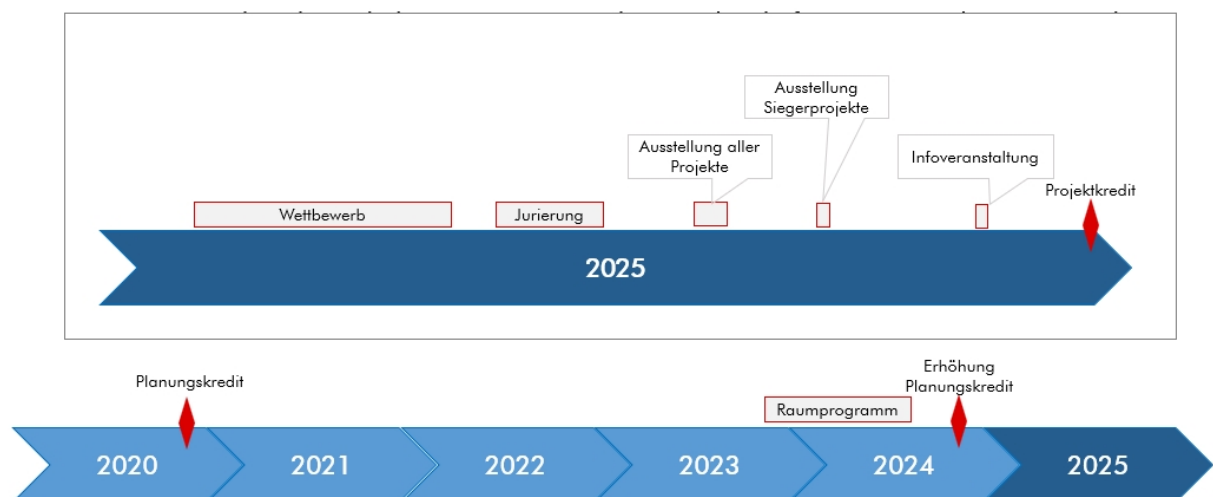 Ausstellung
Siegerprojekte
Ausstellung aller
Projekte
Infoveranstaltung
Projektkredit
Wettbewerb
Jurierung
2025
Planungskredit
Erhöhung
Planungskredit
Raumprogramm
2020
2021
2022
2023
2024
2025